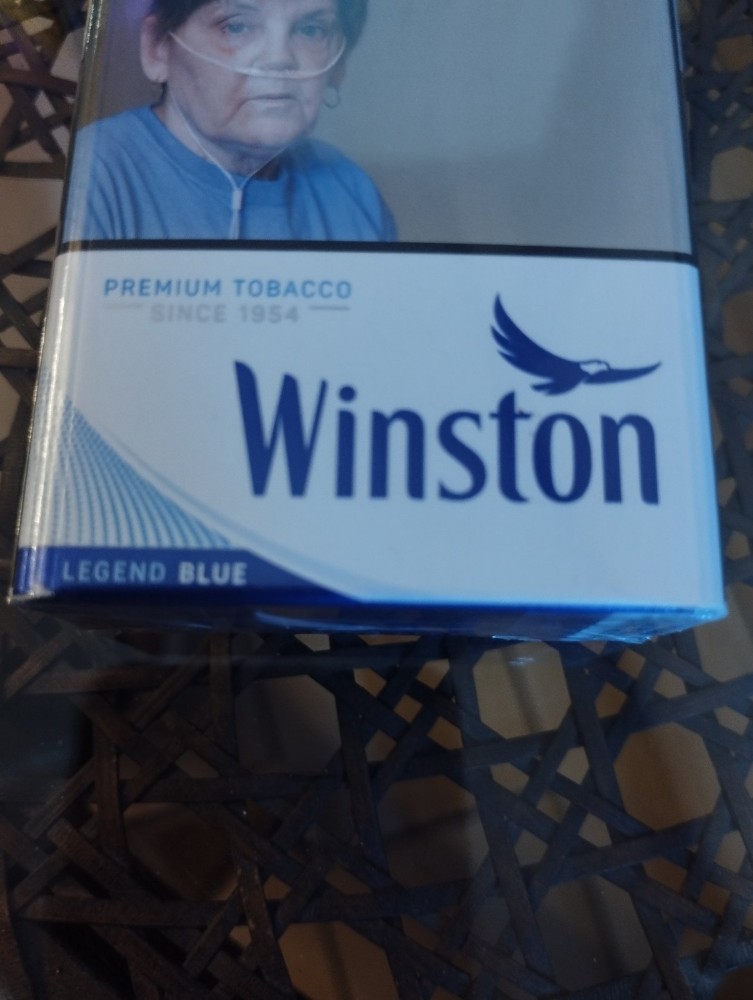 PREMIUM TOBACCO
SINCE 1954
Winston
LEGEND BLUE